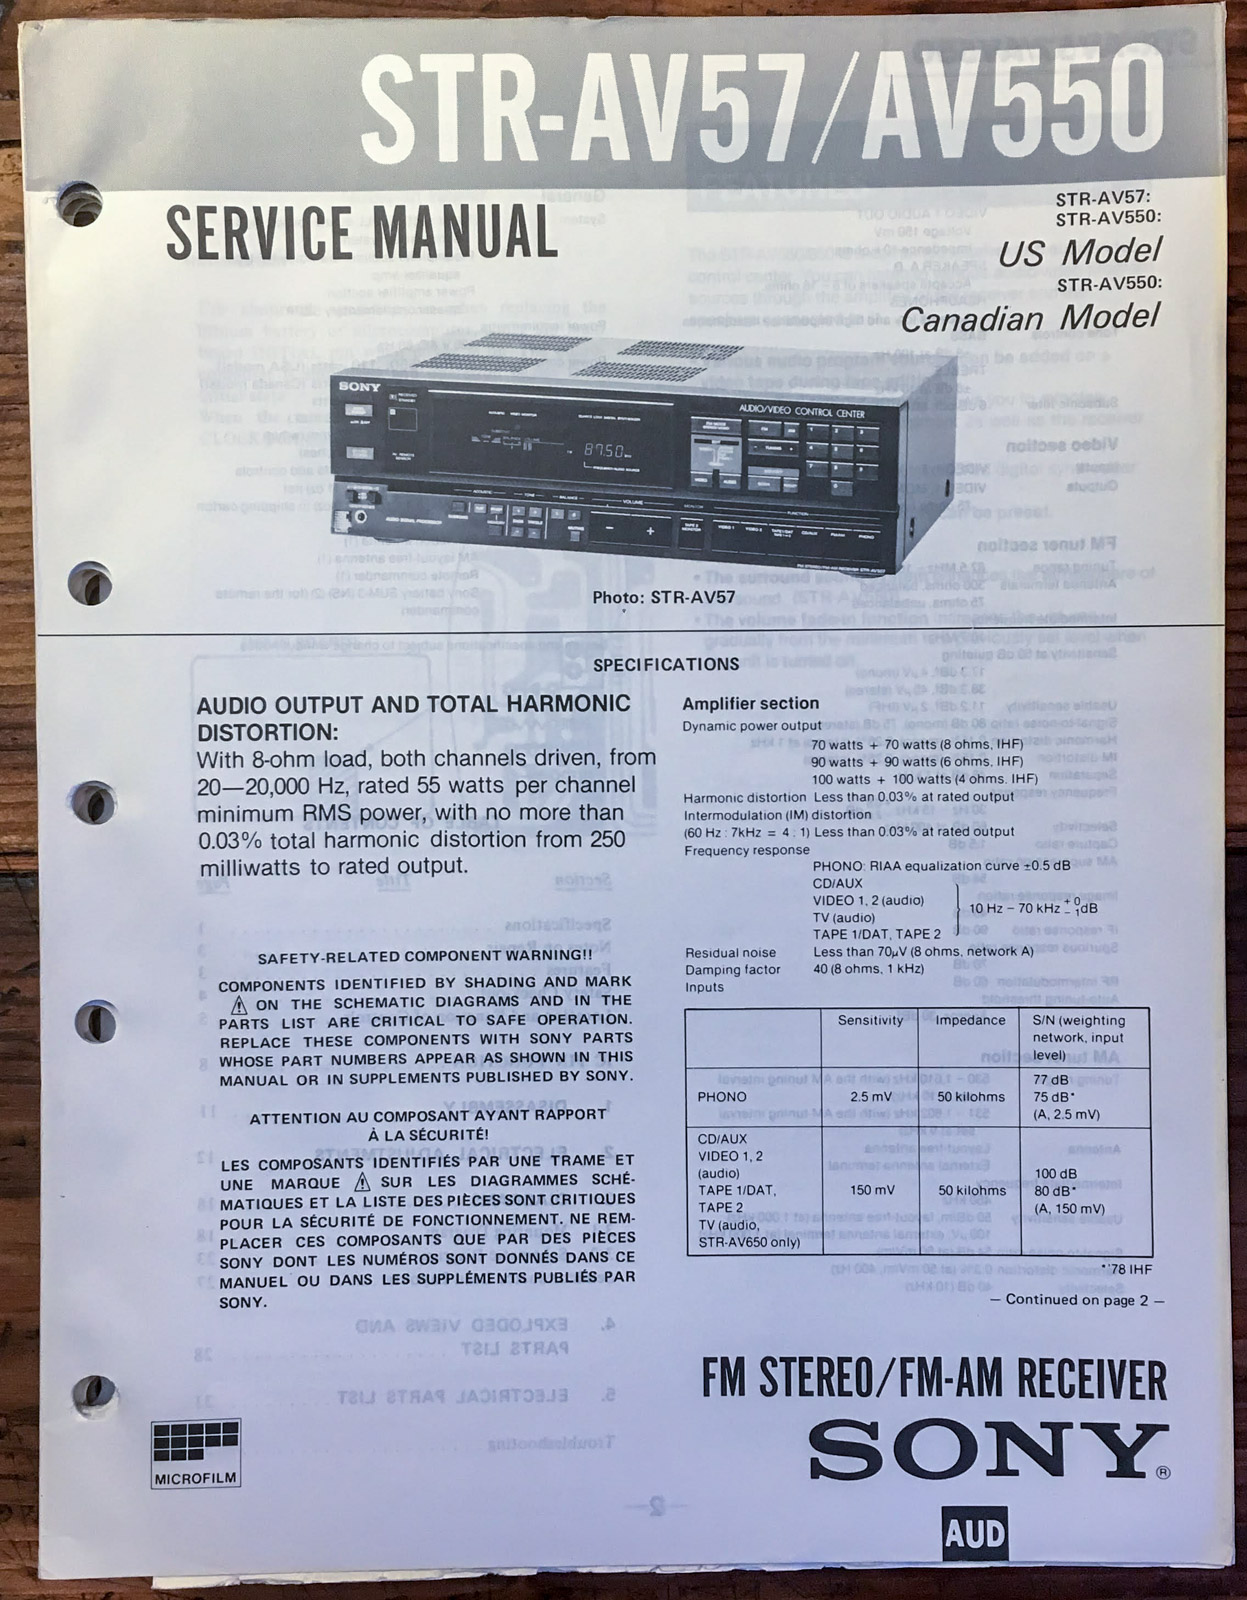 STR-AV57/AV550
SERVICE MANUAL
STR-AV57:
STR-AV550:
US Model
STR-AV550:
Canadian Model
SONY
AUDIO/VIDEO CONTROL CENTER
87.50
VOLUME
Photo: STR-AV57
SPECIFICATIONS
AUDIO OUTPUT AND TOTAL HARMONIC
DISTORTION:
With 8-ohm load, both channels driven, from
20—20,000 Hz, rated 55 watts per channel
minimum RMS power, with no more than
0.03% total harmonic distortion from 250
milliwatts to rated output.
SAFETY-RELATED COMPONENT WARNING!!
COMPONENTS IDENTIFIED BY SHADING AND MARK
⚠ ON THE SCHEMATIC DIAGRAMS AND IN THE
PARTS LIST ARE CRITICAL TO SAFE OPERATION.
REPLACE THESE COMPONENTS WITH SONY PARTS
WHOSE PART NUMBERS APPEAR AS SHOWN IN THIS
MANUAL OR IN SUPPLEMENTS PUBLISHED BY SONY.
ATTENTION AU COMPOSANT AYANT RAPPORT
À LA SÉCURITÉ!
LES COMPOSANTS IDENTIFIÉS PAR UNE TRAME ET
UNE MARQUE ⚠ SUR LES DIAGRAMMES SCHÉ-
MATIQUES ET LA LISTE DES PIÈCES SONT CRITIQUES
POUR LA SÉCURITÉ DE FONCTIONNEMENT. NE REM-
PLACER CES COMPOSANTS QUE PAR DES PIÈCES
SONY DONT LES NUMÉROS SONT DONNÉS DANS CE
MANUEL OU DANS LES SUPPLÉMENTS PUBLIÉS PAR
SONY.
Amplifier section
Dynamic power output
70 watts + 70 watts (8 ohms, IHF)
90 watts + 90 watts (6 ohms, IHF)
100 watts + 100 watts (4 ohms, IHF)
Harmonic distortion Less than 0.03% at rated output
Intermodulation (IM) distortion
(60 Hz : 7kHz = 4 : 1) Less than 0.03% at rated output
Frequency response
PHONO: RIAA equalization curve ±0.5 dB
CD/AUX
VIDEO 1, 2 (audio)
TV (audio)
TAPE 1/DAT, TAPE 2
10 Hz – 70 kHz +0 −1 dB
Residual noise Less than 70µV (8 ohms, network A)
Damping factor 40 (8 ohms, 1 kHz)
Inputs
Sensitivity Impedance S/N (weighting
network, input
level)
PHONO 2.5 mV 50 kilohms 77 dB
75 dB*
(A, 2.5 mV)
CD/AUX
VIDEO 1, 2
(audio)
TAPE 1/DAT,
TAPE 2
TV (audio,
STR-AV650 only)
150 mV 50 kilohms 100 dB
80 dB*
(A, 150 mV)
*'78 IHF
— Continued on page 2 —
FM STEREO/FM-AM RECEIVER
SONY®
MICROFILM
AUD